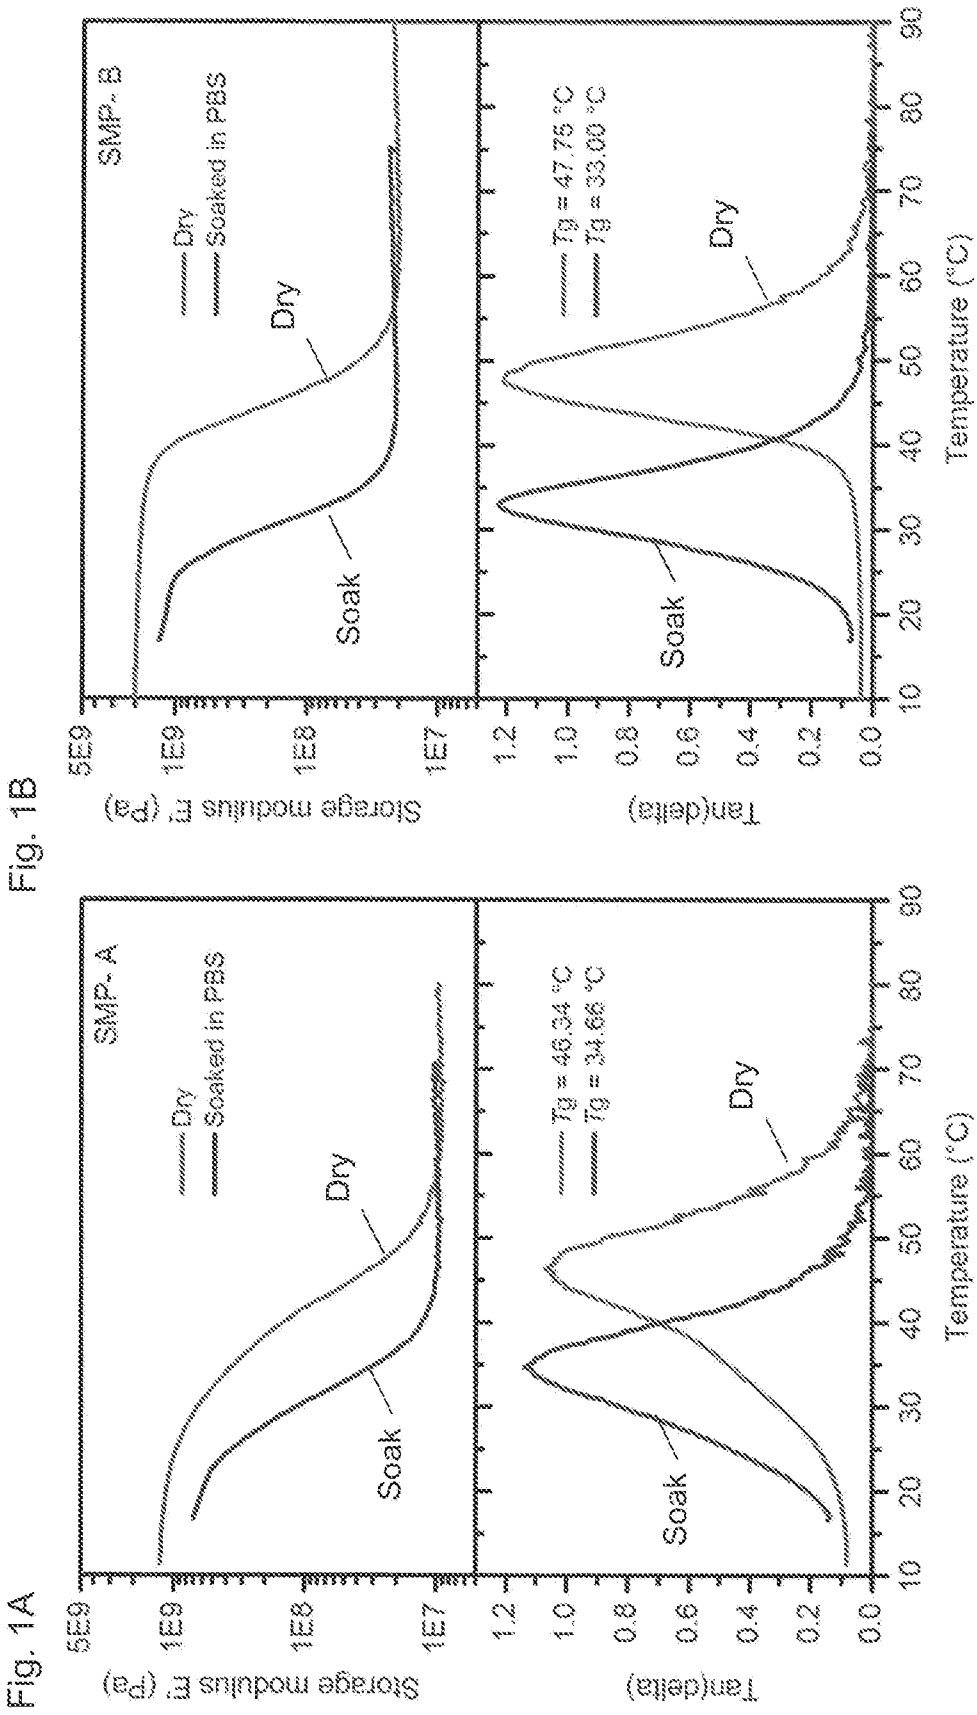 Fig. 1A
SMP- A
Dry
Soaked in PBS
Dry
Soak
5E9
1E9
1E8
1E7
Storage modulus E' (Pa)
Tg = 46.34 °C
Tg = 34.66 °C
Dry
Soak
1.2
1.0
0.8
0.6
0.4
0.2
0.0
Tan(delta)
10 20 30 40 50 60 70 80 90
Temperature (°C)
Fig. 1B
SMP- B
Dry
Soaked in PBS
Dry
Soak
5E9
1E9
1E8
1E7
Storage modulus E' (Pa)
Tg = 47.75 °C
Tg = 33.00 °C
Dry
Soak
1.2
1.0
0.8
0.6
0.4
0.2
0.0
Tan(delta)
10 20 30 40 50 60 70 80 90
Temperature (°C)